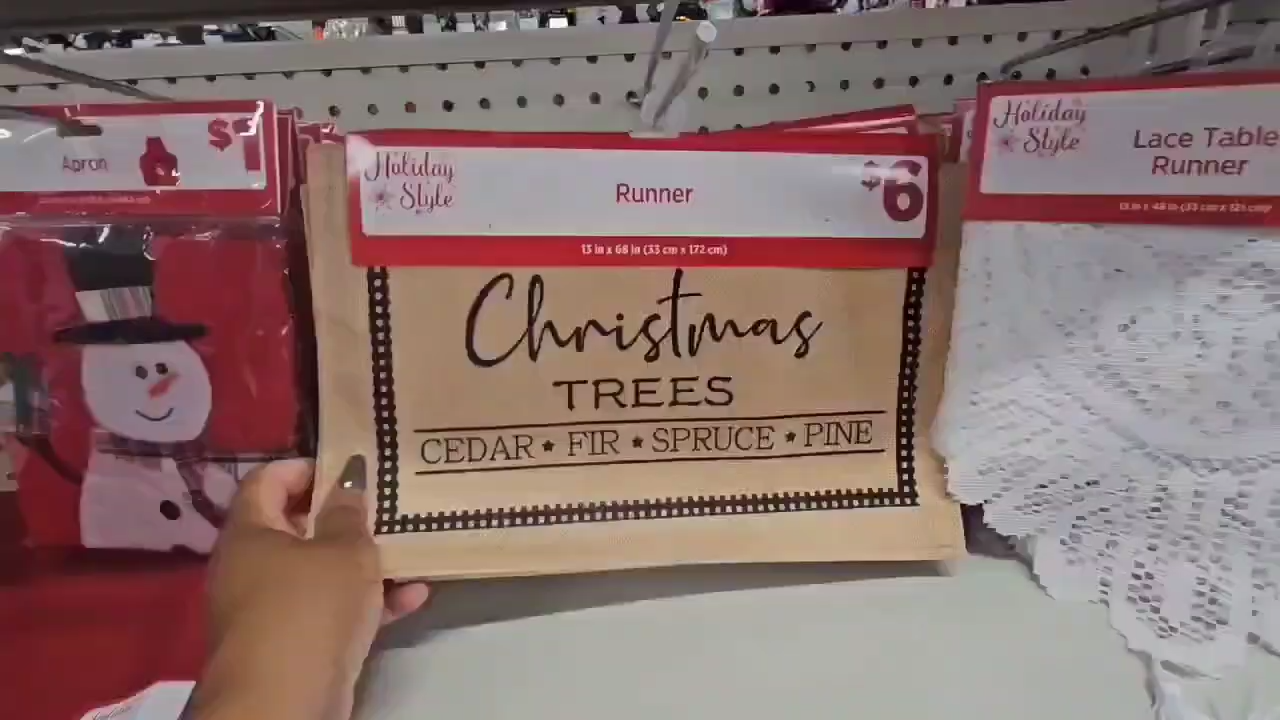 Apron
Holiday
Style
Runner
$6
13 in x 68 in (33 cm x 172 cm)
Christmas
TREES
CEDAR ★ FIR ★ SPRUCE ★ PINE
Holiday
Style
Lace Table
Runner